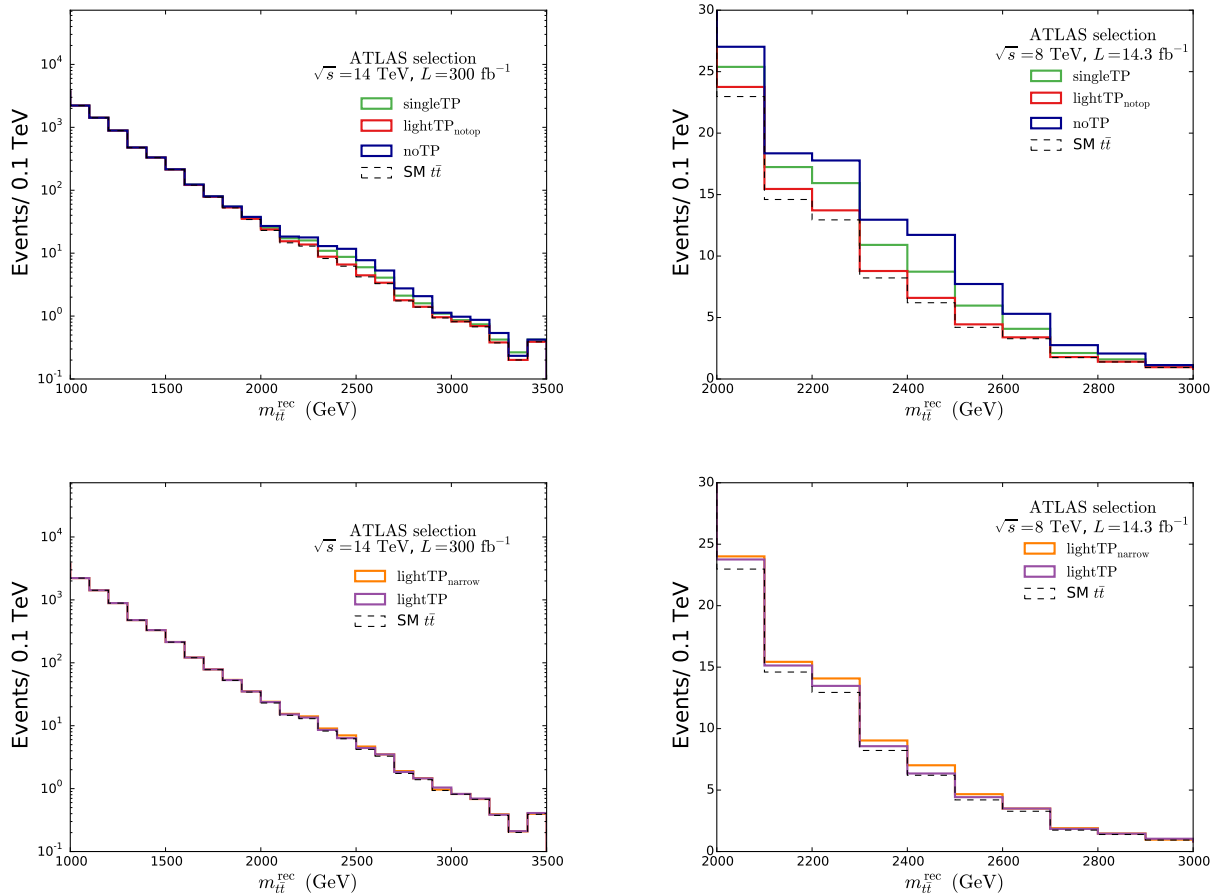 ATLAS selection
√s = 14 TeV, L = 300 fb⁻¹
singleTP
lightTP_notop
noTP
SM tt̄
Events/ 0.1 TeV
10⁴
10³
10²
10¹
10⁰
10⁻¹
1000 1500 2000 2500 3000 3500
m_tt̄^rec (GeV)
ATLAS selection
√s = 8 TeV, L = 14.3 fb⁻¹
singleTP
lightTP_notop
noTP
SM tt̄
Events/ 0.1 TeV
30
25
20
15
10
5
0
2000 2200 2400 2600 2800 3000
m_tt̄^rec (GeV)
ATLAS selection
√s = 14 TeV, L = 300 fb⁻¹
lightTP_narrow
lightTP
SM tt̄
Events/ 0.1 TeV
10⁴
10³
10²
10¹
10⁰
10⁻¹
1000 1500 2000 2500 3000 3500
m_tt̄^rec (GeV)
ATLAS selection
√s = 8 TeV, L = 14.3 fb⁻¹
lightTP_narrow
lightTP
SM tt̄
Events/ 0.1 TeV
30
25
20
15
10
5
0
2000 2200 2400 2600 2800 3000
m_tt̄^rec (GeV)